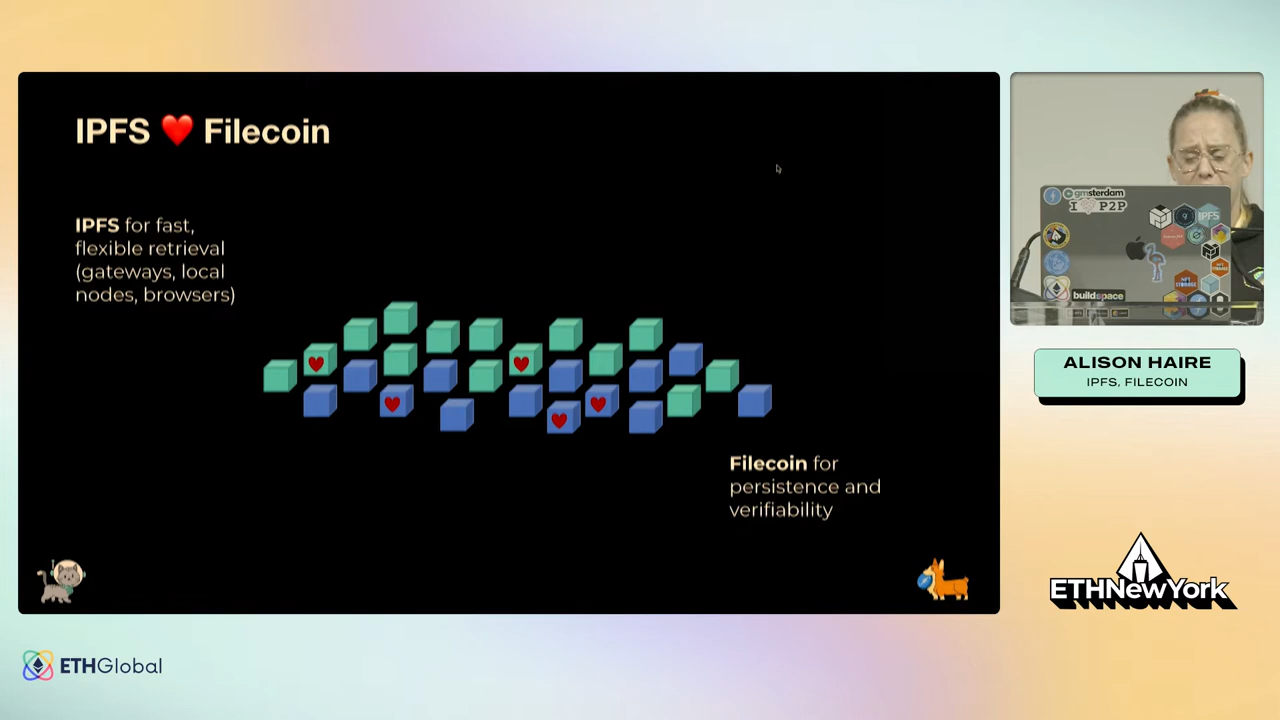 IPFS ❤️ Filecoin
IPFS for fast,
flexible retrieval
(gateways, local
nodes, browsers)
Filecoin for
persistence and
verifiability
gmsterdam
I P2P
IPFS
buildspace
ALISON HAIRE
IPFS, FILECOIN
ETHNewYork
ETHGlobal